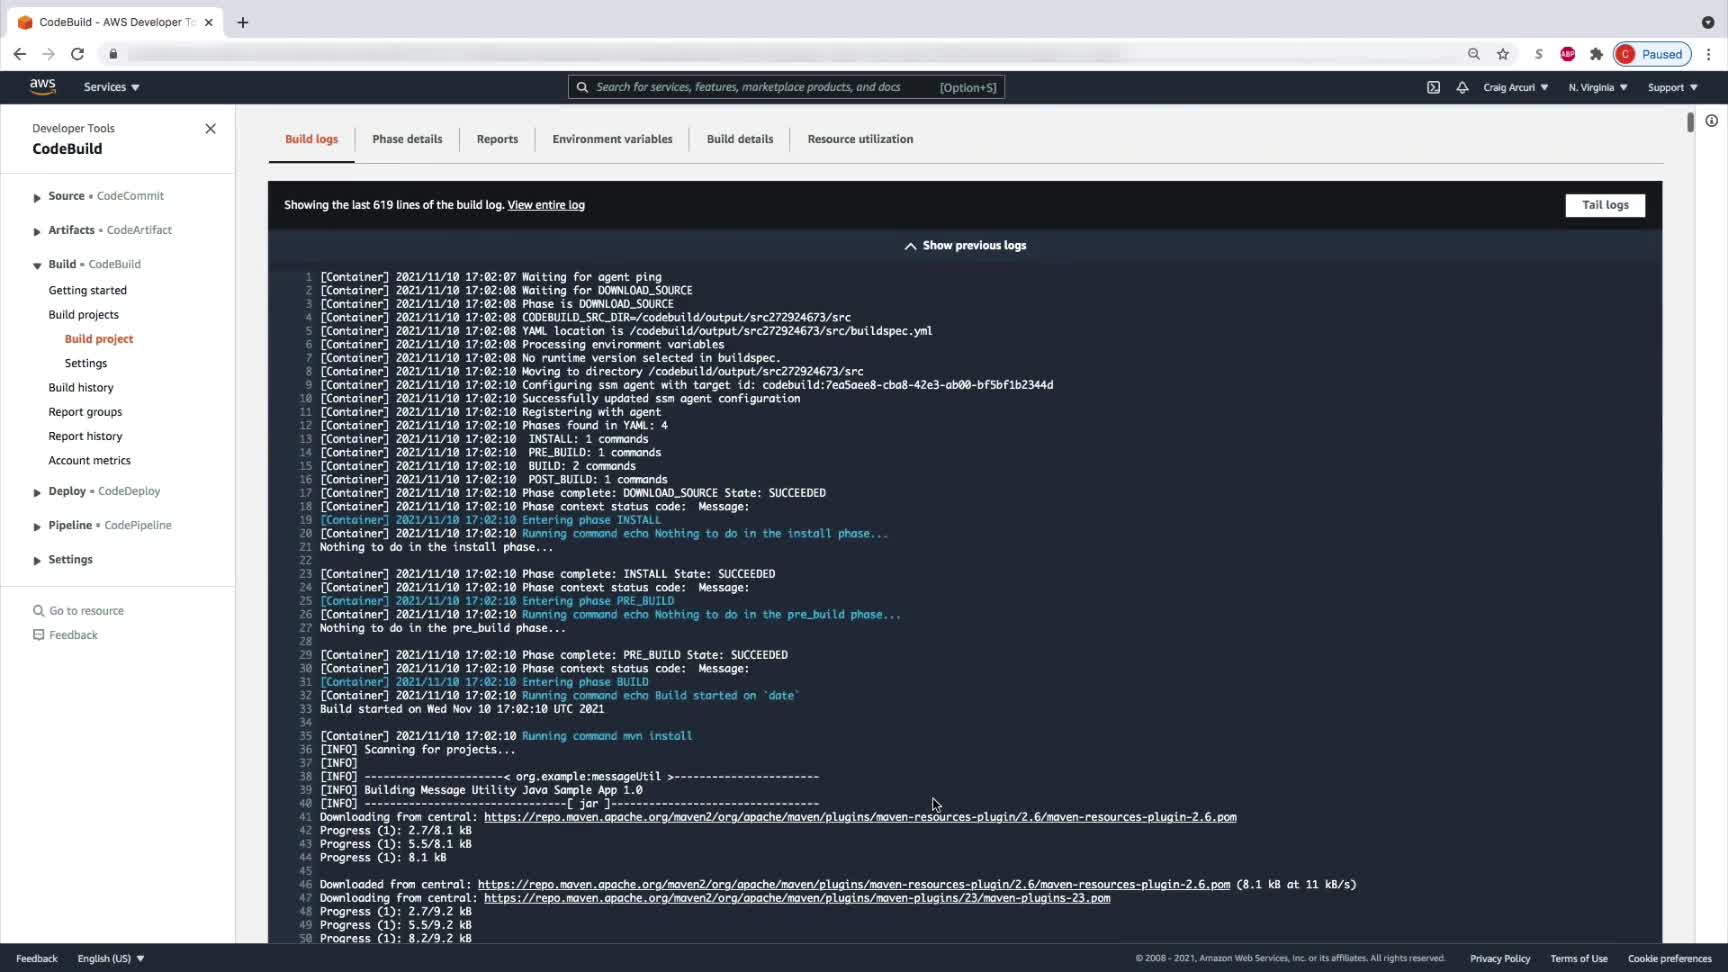 CodeBuild - AWS Developer To
Paused
aws
Services
Search for services, features, marketplace products, and docs
[Option+S]
Craig Arcuri
N. Virginia
Support
Developer Tools
CodeBuild
Source • CodeCommit
Artifacts • CodeArtifact
Build • CodeBuild
Getting started
Build projects
Build project
Settings
Build history
Report groups
Report history
Account metrics
Deploy • CodeDeploy
Pipeline • CodePipeline
Settings
Go to resource
Feedback
Build logs
Phase details
Reports
Environment variables
Build details
Resource utilization
Showing the last 619 lines of the build log. View entire log
Tail logs
Show previous logs
1 [Container] 2021/11/10 17:02:07 Waiting for agent ping
2 [Container] 2021/11/10 17:02:08 Waiting for DOWNLOAD_SOURCE
3 [Container] 2021/11/10 17:02:08 Phase is DOWNLOAD_SOURCE
4 [Container] 2021/11/10 17:02:08 CODEBUILD_SRC_DIR=/codebuild/output/src272924673/src
5 [Container] 2021/11/10 17:02:08 YAML location is /codebuild/output/src272924673/src/buildspec.yml
6 [Container] 2021/11/10 17:02:08 Processing environment variables
7 [Container] 2021/11/10 17:02:08 No runtime version selected in buildspec.
8 [Container] 2021/11/10 17:02:10 Moving to directory /codebuild/output/src272924673/src
9 [Container] 2021/11/10 17:02:10 Configuring ssm agent with target id: codebuild:7ea5aee8-cba8-42e3-ab00-bf5bf1b2344d
10 [Container] 2021/11/10 17:02:10 Successfully updated ssm agent configuration
11 [Container] 2021/11/10 17:02:10 Registering with agent
12 [Container] 2021/11/10 17:02:10 Phases found in YAML: 4
13 [Container] 2021/11/10 17:02:10  INSTALL: 1 commands
14 [Container] 2021/11/10 17:02:10  PRE_BUILD: 1 commands
15 [Container] 2021/11/10 17:02:10  BUILD: 2 commands
16 [Container] 2021/11/10 17:02:10  POST_BUILD: 1 commands
17 [Container] 2021/11/10 17:02:10 Phase complete: DOWNLOAD_SOURCE State: SUCCEEDED
18 [Container] 2021/11/10 17:02:10 Phase context status code:  Message:
19 [Container] 2021/11/10 17:02:10 Entering phase INSTALL
20 [Container] 2021/11/10 17:02:10 Running command echo Nothing to do in the install phase...
21 Nothing to do in the install phase...
22
23 [Container] 2021/11/10 17:02:10 Phase complete: INSTALL State: SUCCEEDED
24 [Container] 2021/11/10 17:02:10 Phase context status code:  Message:
25 [Container] 2021/11/10 17:02:10 Entering phase PRE_BUILD
26 [Container] 2021/11/10 17:02:10 Running command echo Nothing to do in the pre_build phase...
27 Nothing to do in the pre_build phase...
28
29 [Container] 2021/11/10 17:02:10 Phase complete: PRE_BUILD State: SUCCEEDED
30 [Container] 2021/11/10 17:02:10 Phase context status code:  Message:
31 [Container] 2021/11/10 17:02:10 Entering phase BUILD
32 [Container] 2021/11/10 17:02:10 Running command echo Build started on `date`
33 Build started on Wed Nov 10 17:02:10 UTC 2021
34
35 [Container] 2021/11/10 17:02:10 Running command mvn install
36 [INFO] Scanning for projects...
37 [INFO]
38 [INFO] ----------------------< org.example:messageUtil >-----------------------
39 [INFO] Building Message Utility Java Sample App 1.0
40 [INFO] --------------------------------[ jar ]---------------------------------
41 Downloading from central: https://repo.maven.apache.org/maven2/org/apache/maven/plugins/maven-resources-plugin/2.6/maven-resources-plugin-2.6.pom
42 Progress (1): 2.7/8.1 kB
43 Progress (1): 5.5/8.1 kB
44 Progress (1): 8.1 kB
45
46 Downloaded from central: https://repo.maven.apache.org/maven2/org/apache/maven/plugins/maven-resources-plugin/2.6/maven-resources-plugin-2.6.pom (8.1 kB at 11 kB/s)
47 Downloading from central: https://repo.maven.apache.org/maven2/org/apache/maven/plugins/maven-plugins/23/maven-plugins-23.pom
48 Progress (1): 2.7/9.2 kB
49 Progress (1): 5.5/9.2 kB
50 Progress (1): 8.2/9.2 kB
Feedback
English (US)
© 2008 - 2021, Amazon Web Services, Inc. or its affiliates. All rights reserved.
Privacy Policy
Terms of Use
Cookie preferences